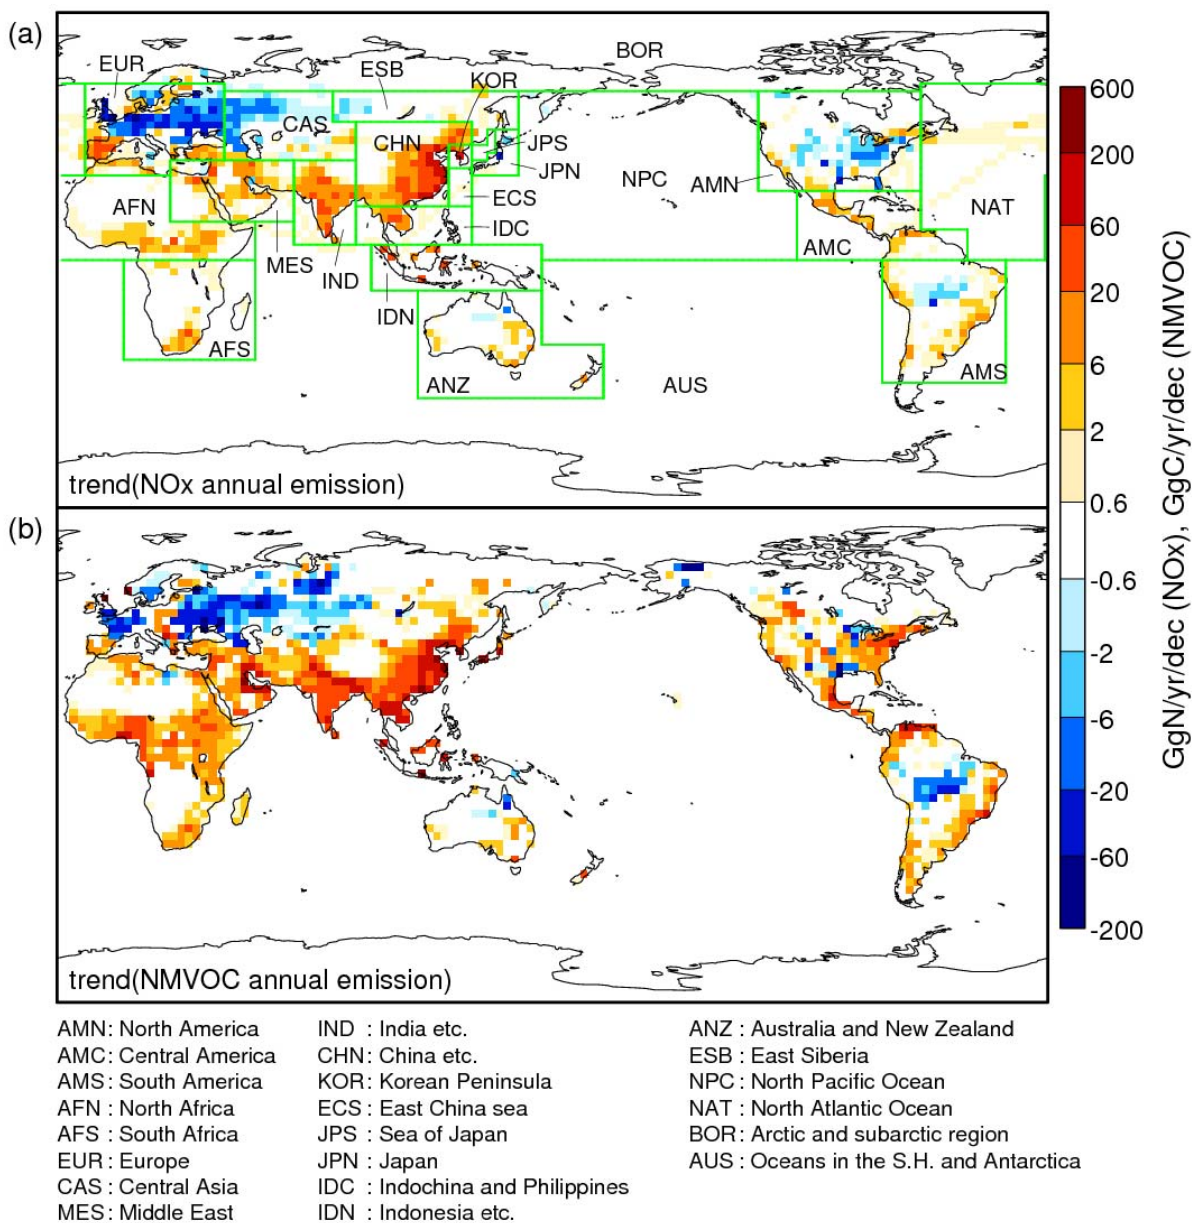 (a)
BOR
EUR
ESB
KOR
CAS
CHN
JPS
JPN
NPC
AMN
ECS
AFN
NAT
IDC
AMC
MES
IND
IDN
AFS
ANZ
AUS
AMS
trend(NOx annual emission)
(b)
trend(NMVOC annual emission)
600
200
60
20
6
2
0.6
-0.6
-2
-6
-20
-60
-200
GgN/yr/dec (NOx), GgC/yr/dec (NMVOC)
AMN: North America
AMC: Central America
AMS : South America
AFN : North Africa
AFS : South Africa
EUR : Europe
CAS : Central Asia
MES : Middle East
IND : India etc.
CHN : China etc.
KOR : Korean Peninsula
ECS : East China sea
JPS : Sea of Japan
JPN : Japan
IDC : Indochina and Philippines
IDN : Indonesia etc.
ANZ : Australia and New Zealand
ESB : East Siberia
NPC : North Pacific Ocean
NAT : North Atlantic Ocean
BOR : Arctic and subarctic region
AUS : Oceans in the S.H. and Antarctica